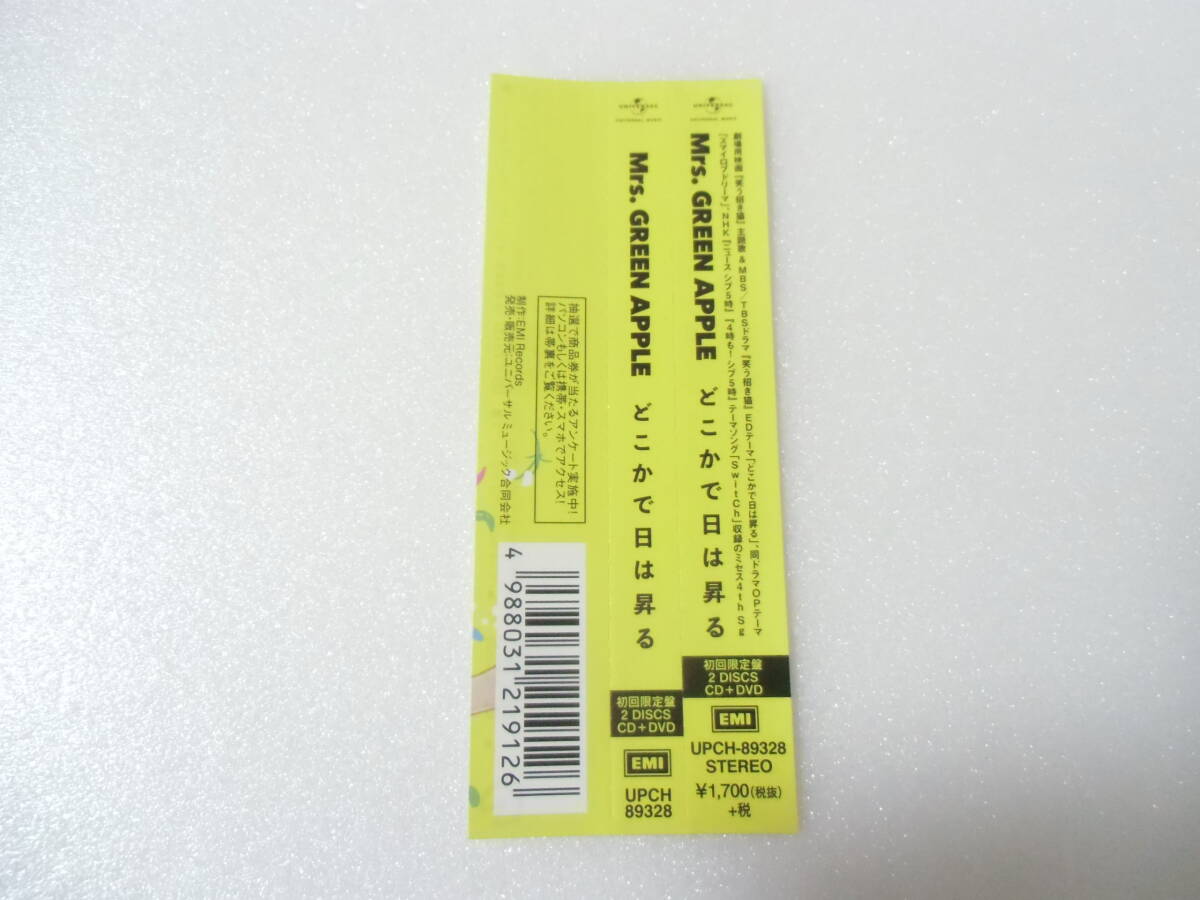 UNIVERSAL
UNIVERSAL MUSIC
劇場用映画『笑う招き猫』主題歌 & MBS/TBSドラマ『笑う招き猫』EDテーマ「どこかで日は昇る」、同ドラマOPテーマ
「スマイロブドリーマ」、NHK『ニュース シブ5時』『4時も!シブ5時』テーマソング「SwitCh」収録のミセス4th Sg
Mrs. GREEN APPLE どこかで日は昇る
初回限定盤
2 DISCS
CD+DVD
EMI
UPCH-89328
STEREO
¥1,700(税抜)
+税
UNIVERSAL
UNIVERSAL MUSIC
Mrs. GREEN APPLE どこかで日は昇る
初回限定盤
2 DISCS
CD+DVD
EMI
UPCH
89328
抽選で商品券が当たるアンケート実施中!
パソコンもしくは携帯・スマホでアクセス!
詳細は帯裏をご覧ください。
制作:EMI Records
発売・販売元:ユニバーサル ミュージック合同会社
4 988031 219126